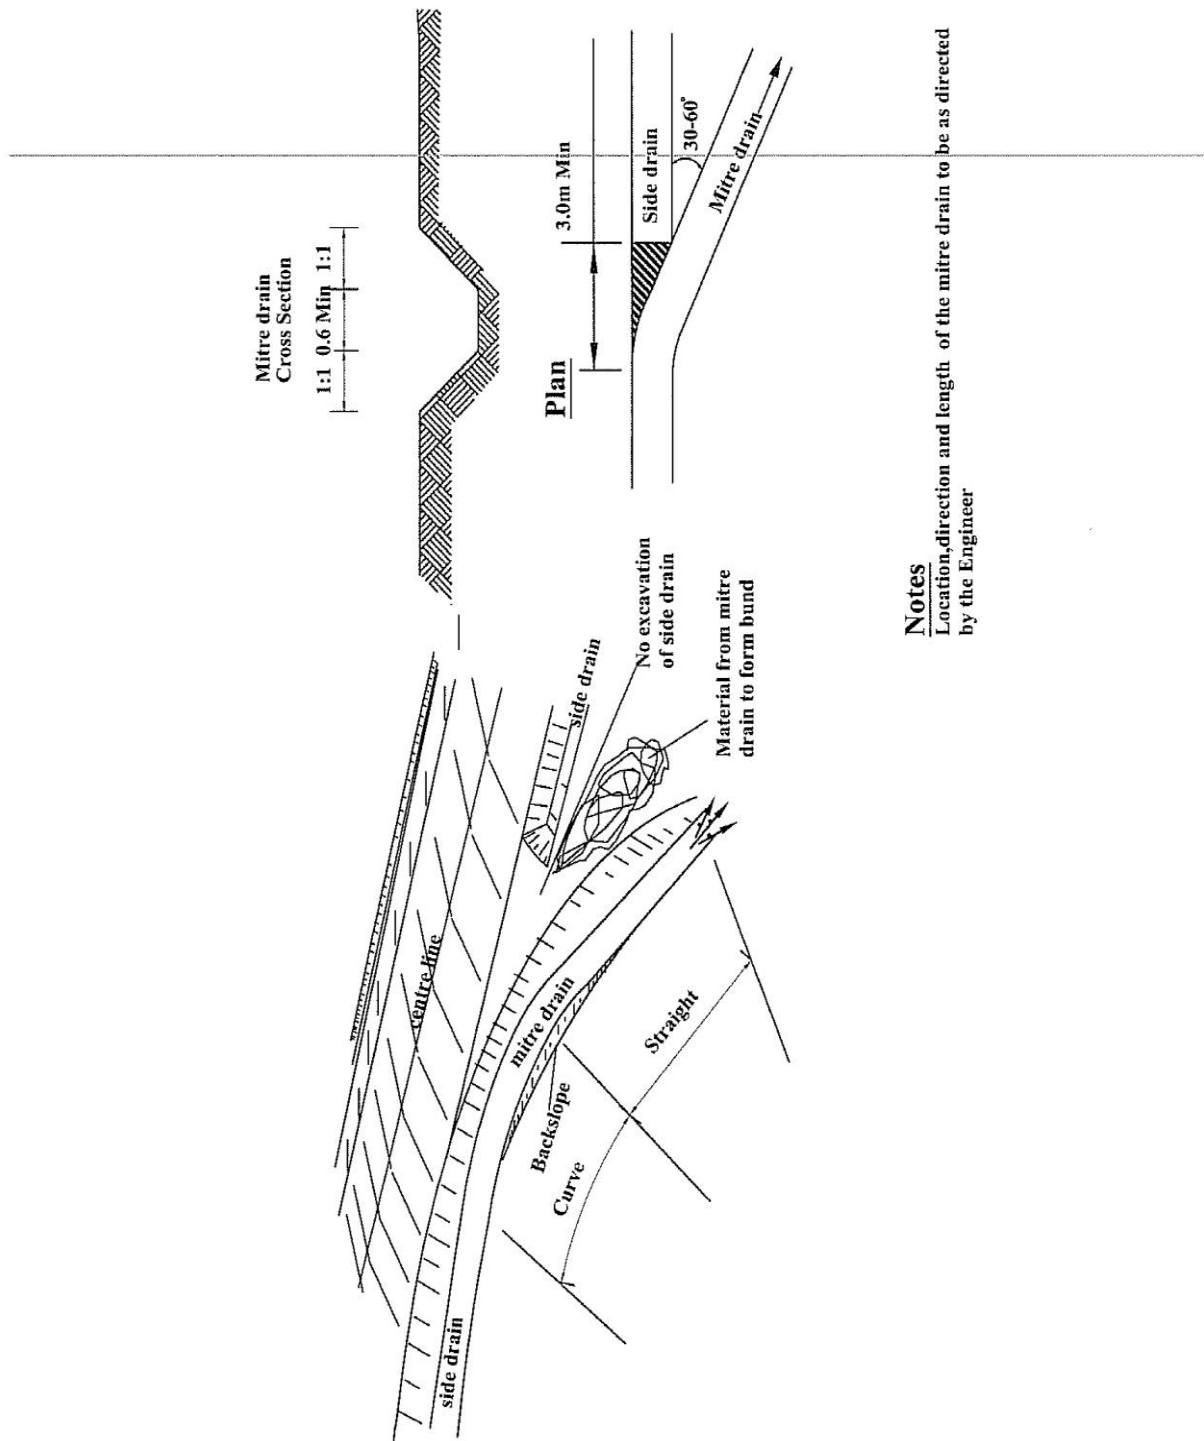 Mitre drain
Cross Section
1:1 0.6 Min 1:1
Plan
3.0m Min
Side drain
30-60°
Mitre drain
centre line
side drain
side drain
mitre drain
No excavation
of side drain
Material from mitre
drain to form bund
Backslope
Curve
Straight
Notes
Location,direction and length of the mitre drain to be as directed
by the Engineer